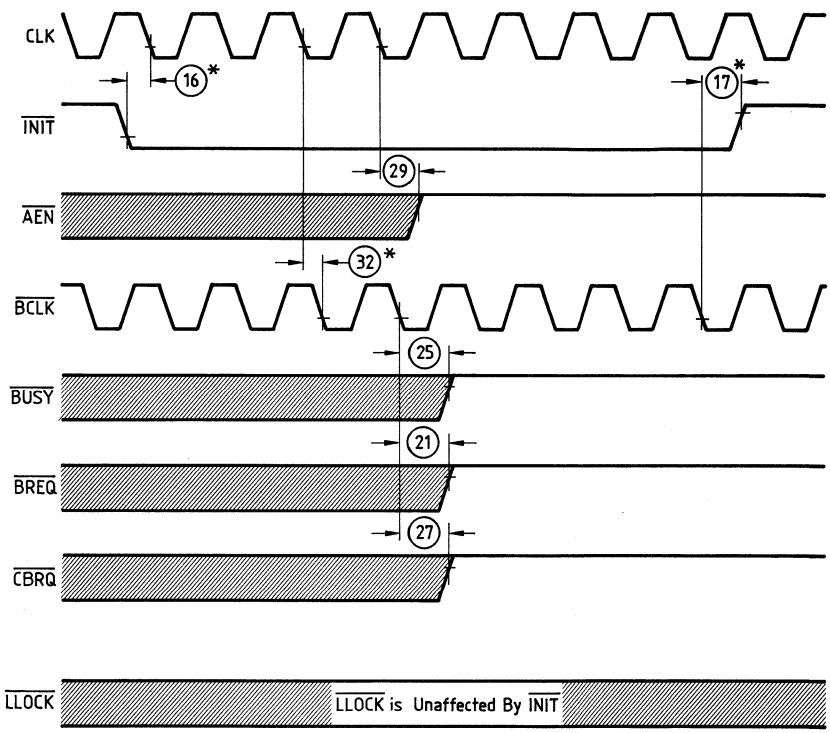 CLK
16*
17*
INIT
29
AEN
32*
BCLK
25
BUSY
21
BREQ
27
CBRQ
LLOCK
LLOCK is Unaffected By INIT